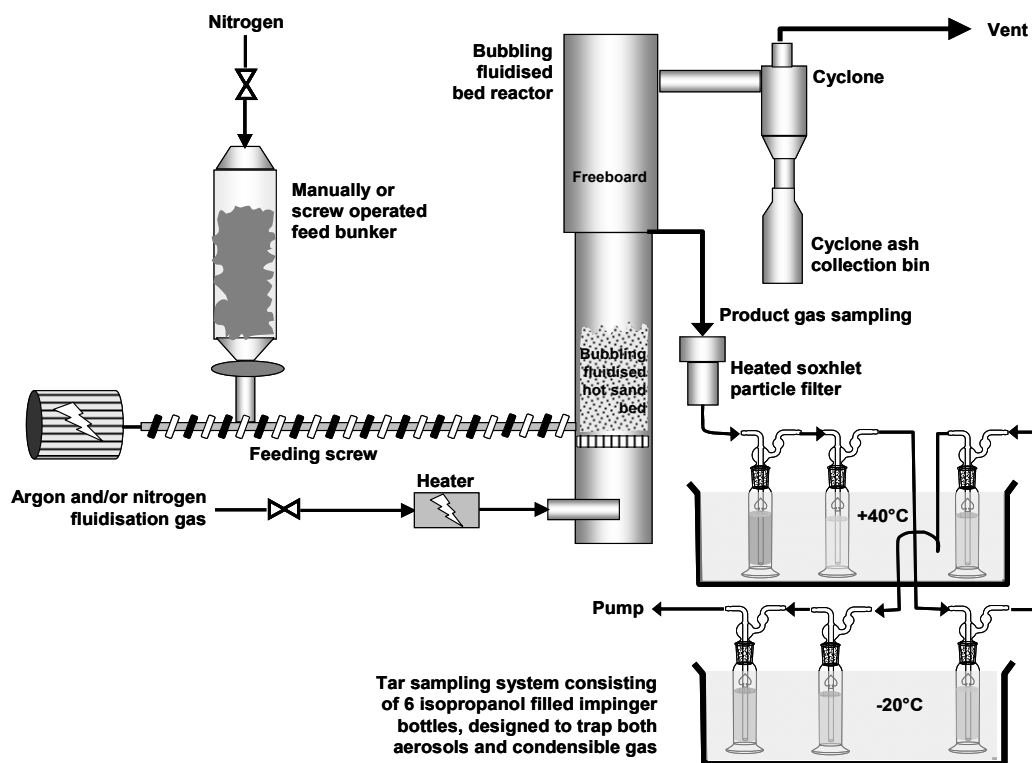 Nitrogen
Bubbling
fluidised
bed reactor
Vent
Cyclone
Manually or
screw operated
feed bunker
Freeboard
Cyclone ash
collection bin
Product gas sampling
Heated soxhlet
particle filter
Bubbling
fluidised
hot sand
bed
Feeding screw
Argon and/or nitrogen
fluidisation gas
Heater
+40°C
Pump
Tar sampling system consisting
of 6 isopropanol filled impinger
bottles, designed to trap both
aerosols and condensible gas
-20°C